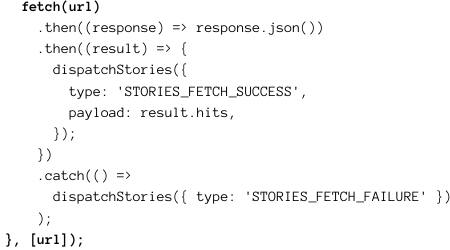 fetch(url)
.then((response) => response.json())
.then((result) => {
dispatchStories({
type: 'STORIES_FETCH_SUCCESS',
payload: result.hits,
});
})
.catch(() =>
dispatchStories({ type: 'STORIES_FETCH_FAILURE' })
);
}, [url]);